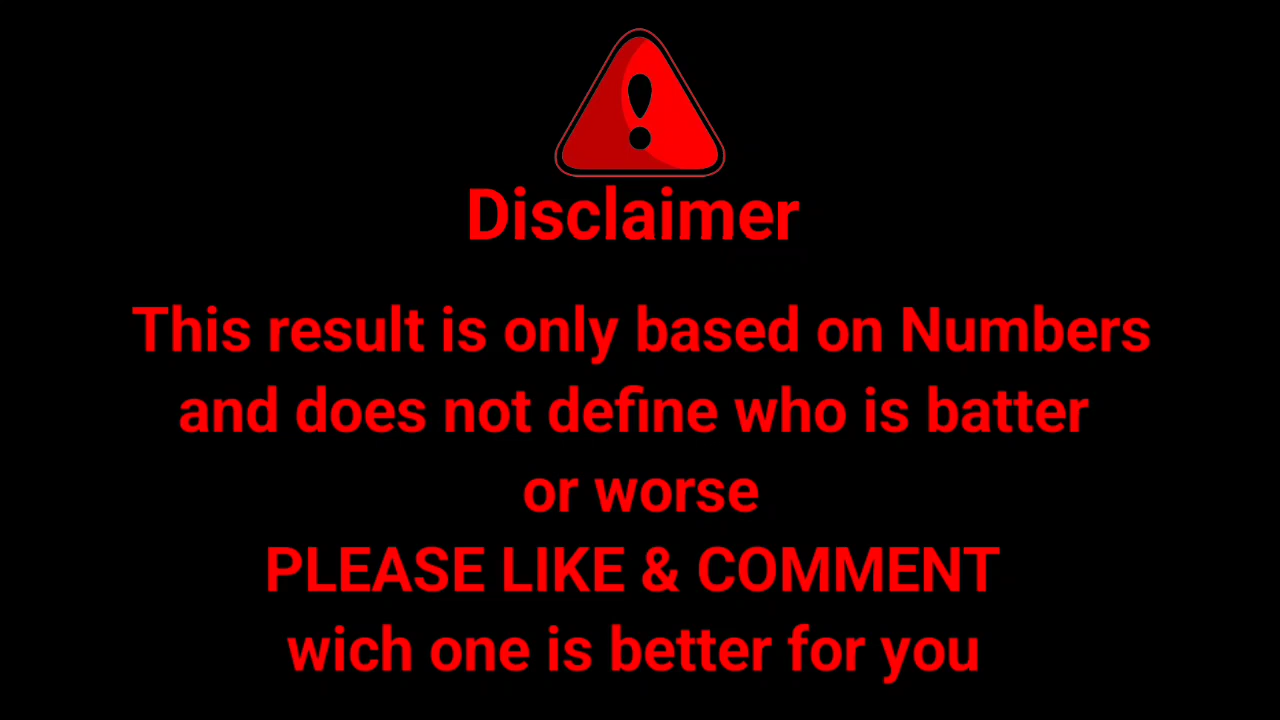 Disclaimer
This result is only based on Numbers
and does not define who is batter
or worse
PLEASE LIKE & COMMENT
wich one is better for you